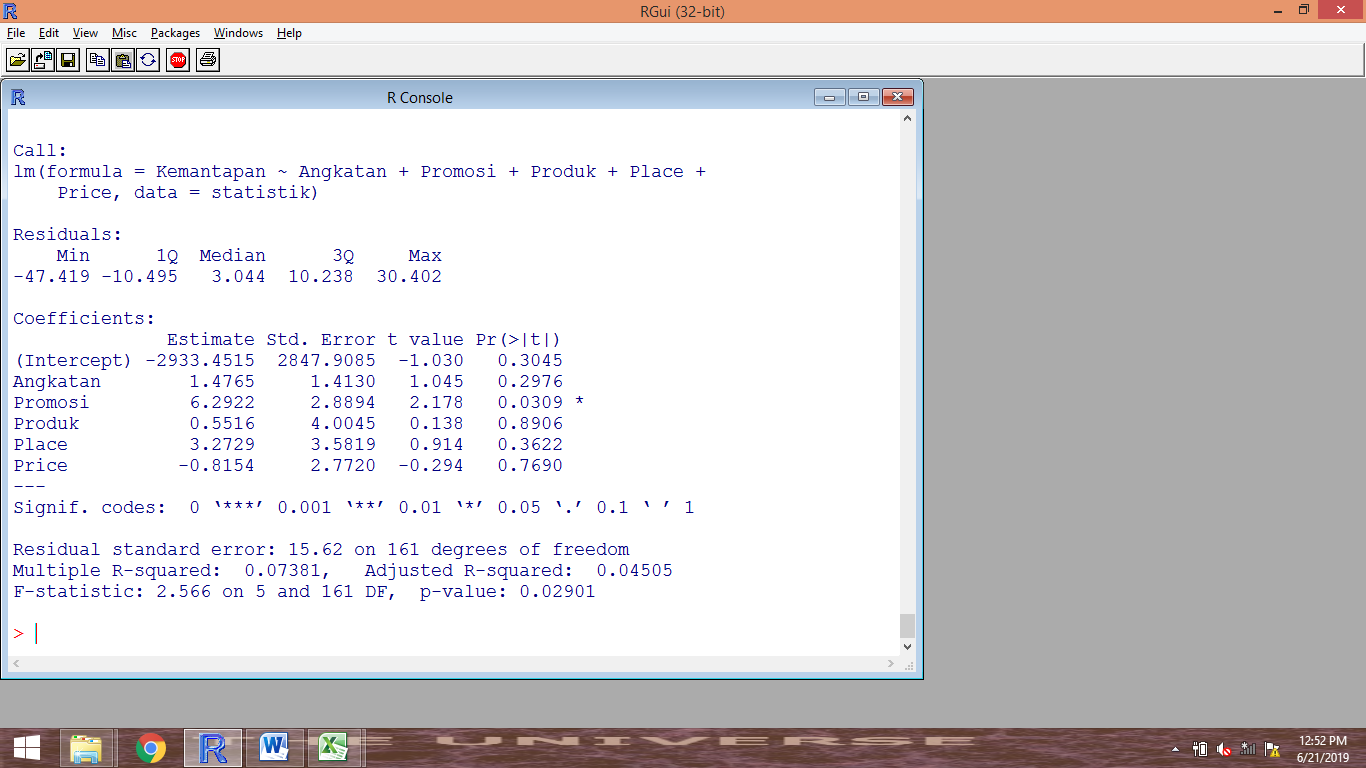 RGui (32-bit)
File Edit View Misc Packages Windows Help
STOP
R Console
Call:
lm(formula = Kemantapan ~ Angkatan + Promosi + Produk + Place +
    Price, data = statistik)
Residuals:
    Min      1Q  Median      3Q     Max
-47.419 -10.495   3.044  10.238  30.402
Coefficients:
              Estimate Std. Error t value Pr(>|t|)
(Intercept) -2933.4515  2847.9085  -1.030   0.3045
Angkatan        1.4765     1.4130   1.045   0.2976
Promosi         6.2922     2.8894   2.178   0.0309 *
Produk          0.5516     4.0045   0.138   0.8906
Place           3.2729     3.5819   0.914   0.3622
Price          -0.8154     2.7720  -0.294   0.7690
---
Signif. codes:  0 ‘***’ 0.001 ‘**’ 0.01 ‘*’ 0.05 ‘.’ 0.1 ‘ ’ 1
Residual standard error: 15.62 on 161 degrees of freedom
Multiple R-squared:  0.07381,   Adjusted R-squared:  0.04505
F-statistic: 2.566 on 5 and 161 DF,  p-value: 0.02901
>
UNIVERSE
12:52 PM
6/21/2019